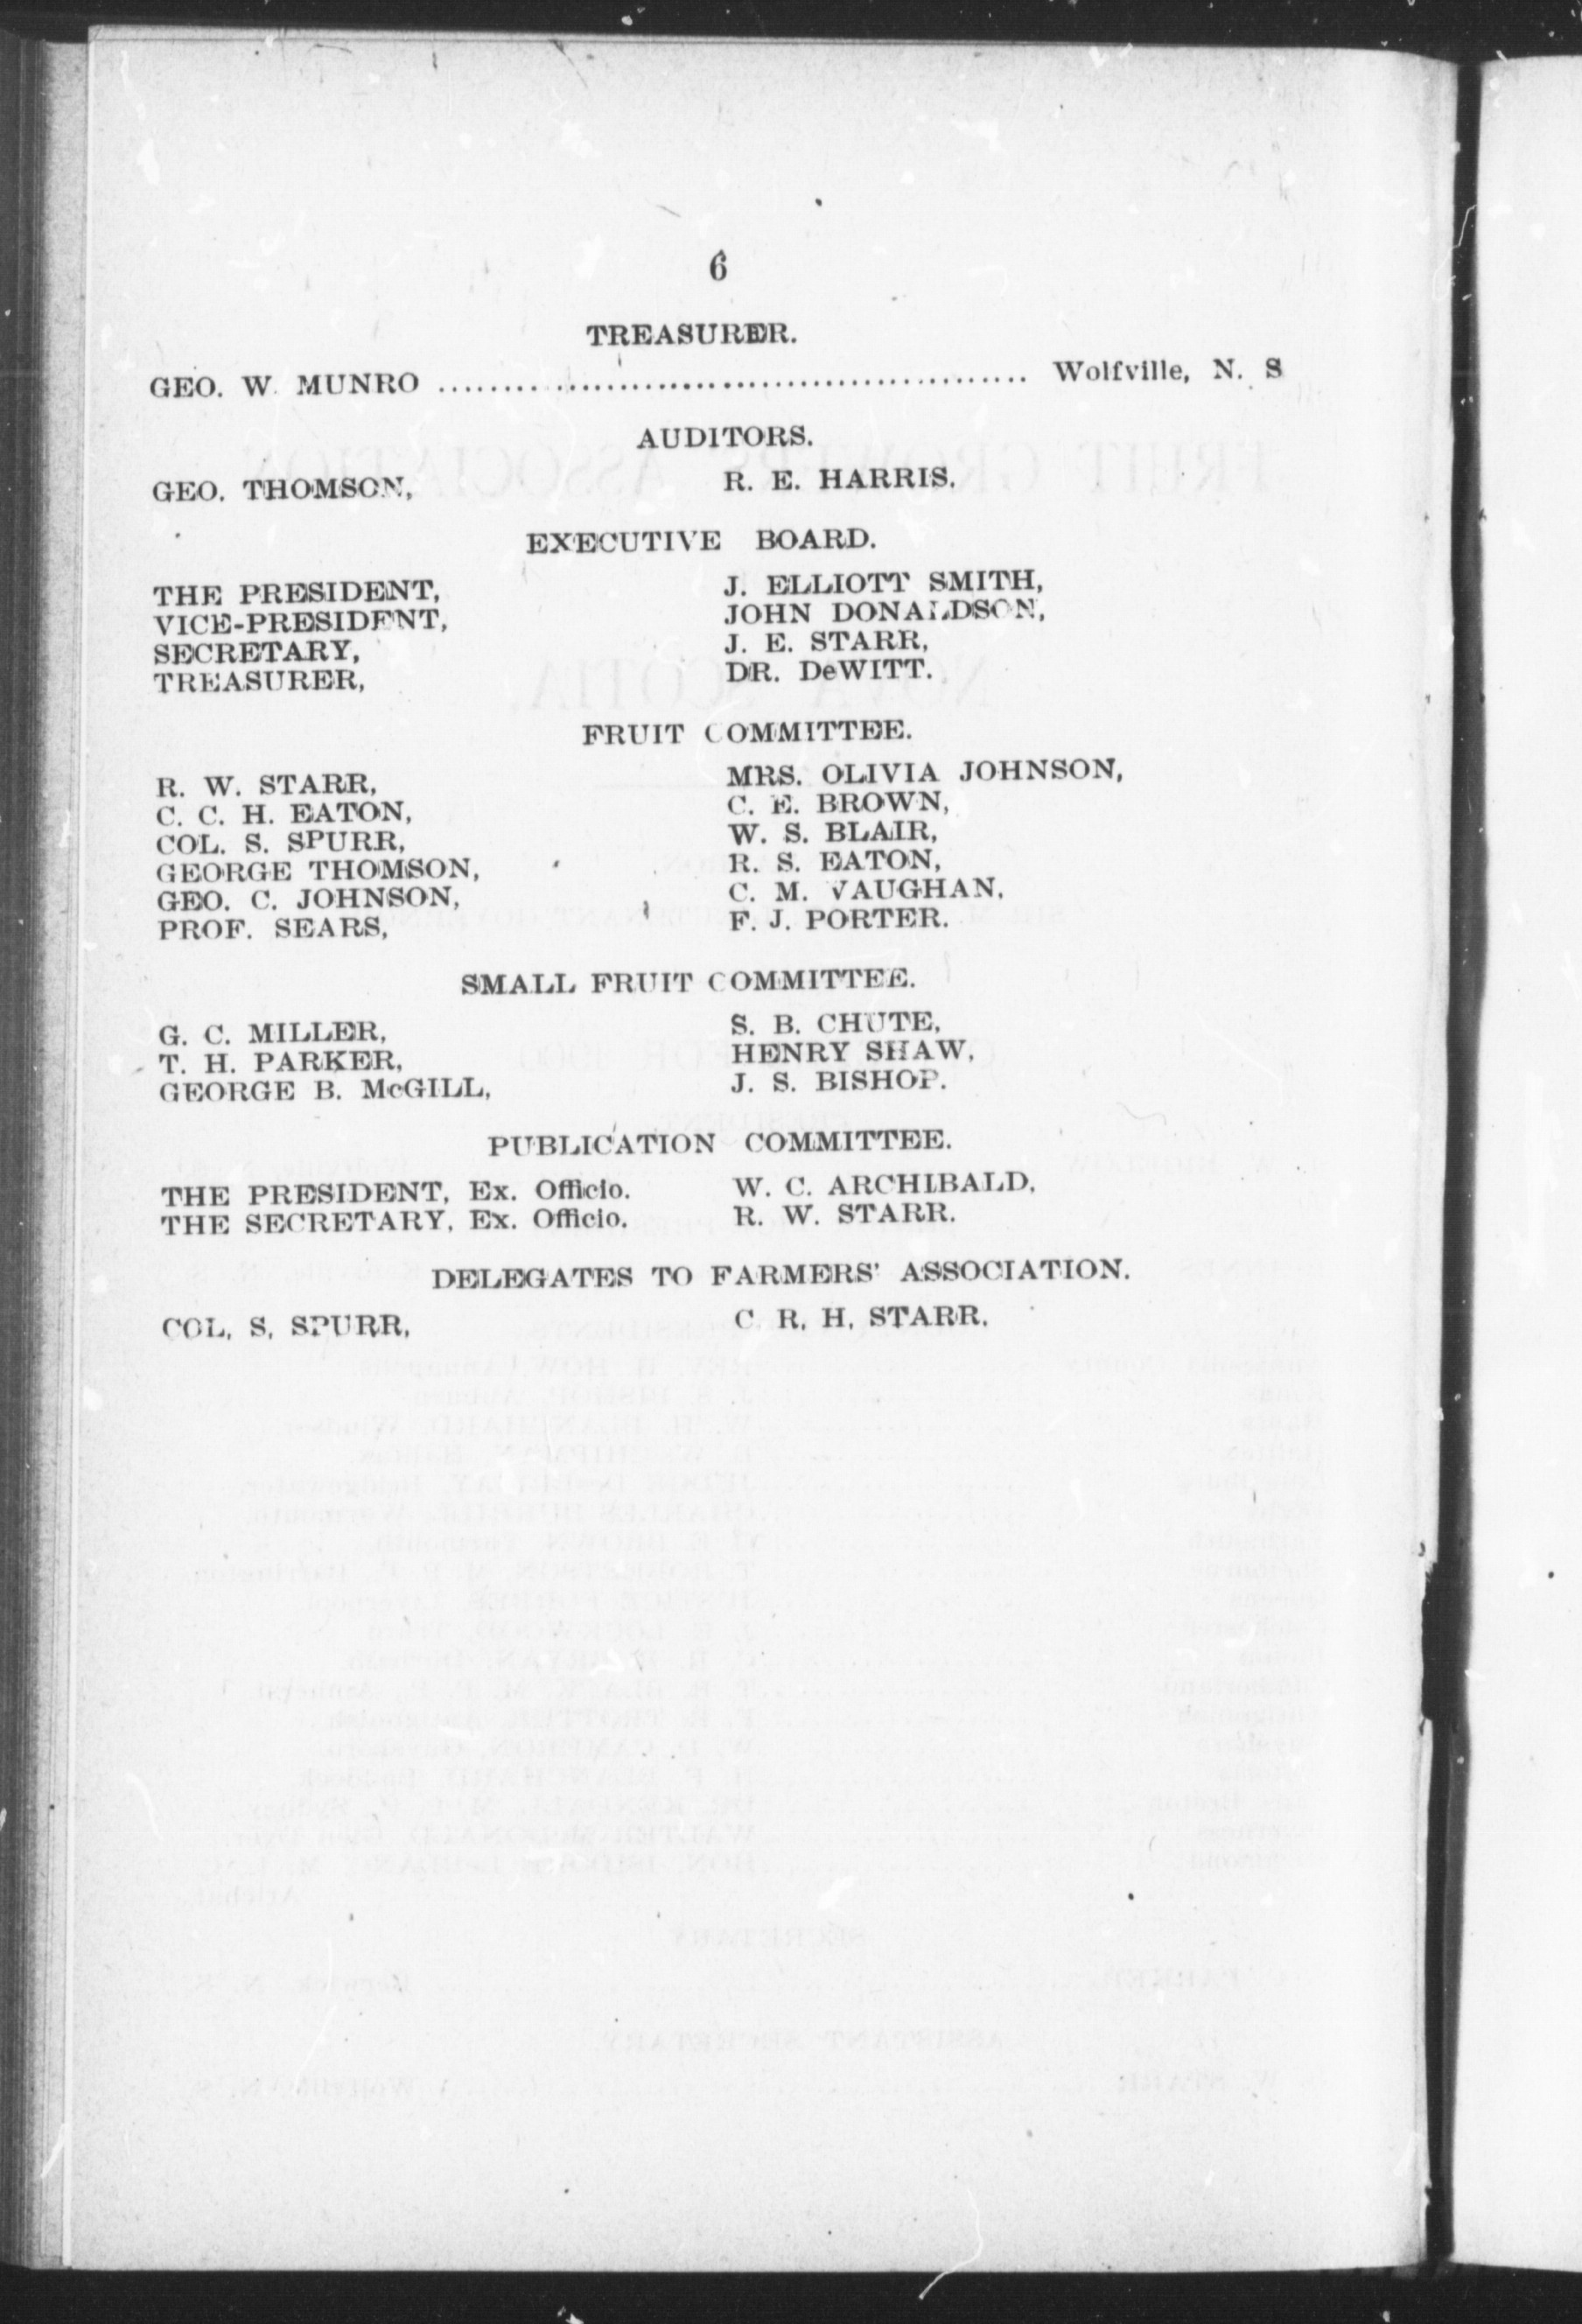 6
TREASURER.
GEO. W. MUNRO .............................................. Wolfville, N. S
AUDITORS.
GEO. THOMSON, R. E. HARRIS.
EXECUTIVE BOARD.
THE PRESIDENT, J. ELLIOTT SMITH,
VICE-PRESIDENT, JOHN DONALDSON,
SECRETARY, J. E. STARR,
TREASURER, DR. DeWITT.
FRUIT COMMITTEE.
R. W. STARR, MRS. OLIVIA JOHNSON,
C. C. H. EATON, C. E. BROWN,
COL. S. SPURR, W. S. BLAIR,
GEORGE THOMSON, R. S. EATON,
GEO. C. JOHNSON, C. M. VAUGHAN.
PROF. SEARS, F. J. PORTER.
SMALL FRUIT COMMITTEE.
G. C. MILLER, S. B. CHUTE,
T. H. PARKER, HENRY SHAW,
GEORGE B. McGILL, J. S. BISHOP.
PUBLICATION COMMITTEE.
THE PRESIDENT, Ex. Officio. W. C. ARCHIBALD,
THE SECRETARY, Ex. Officio. R. W. STARR.
DELEGATES TO FARMERS' ASSOCIATION.
COL. S. SPURR, C. R. H. STARR.